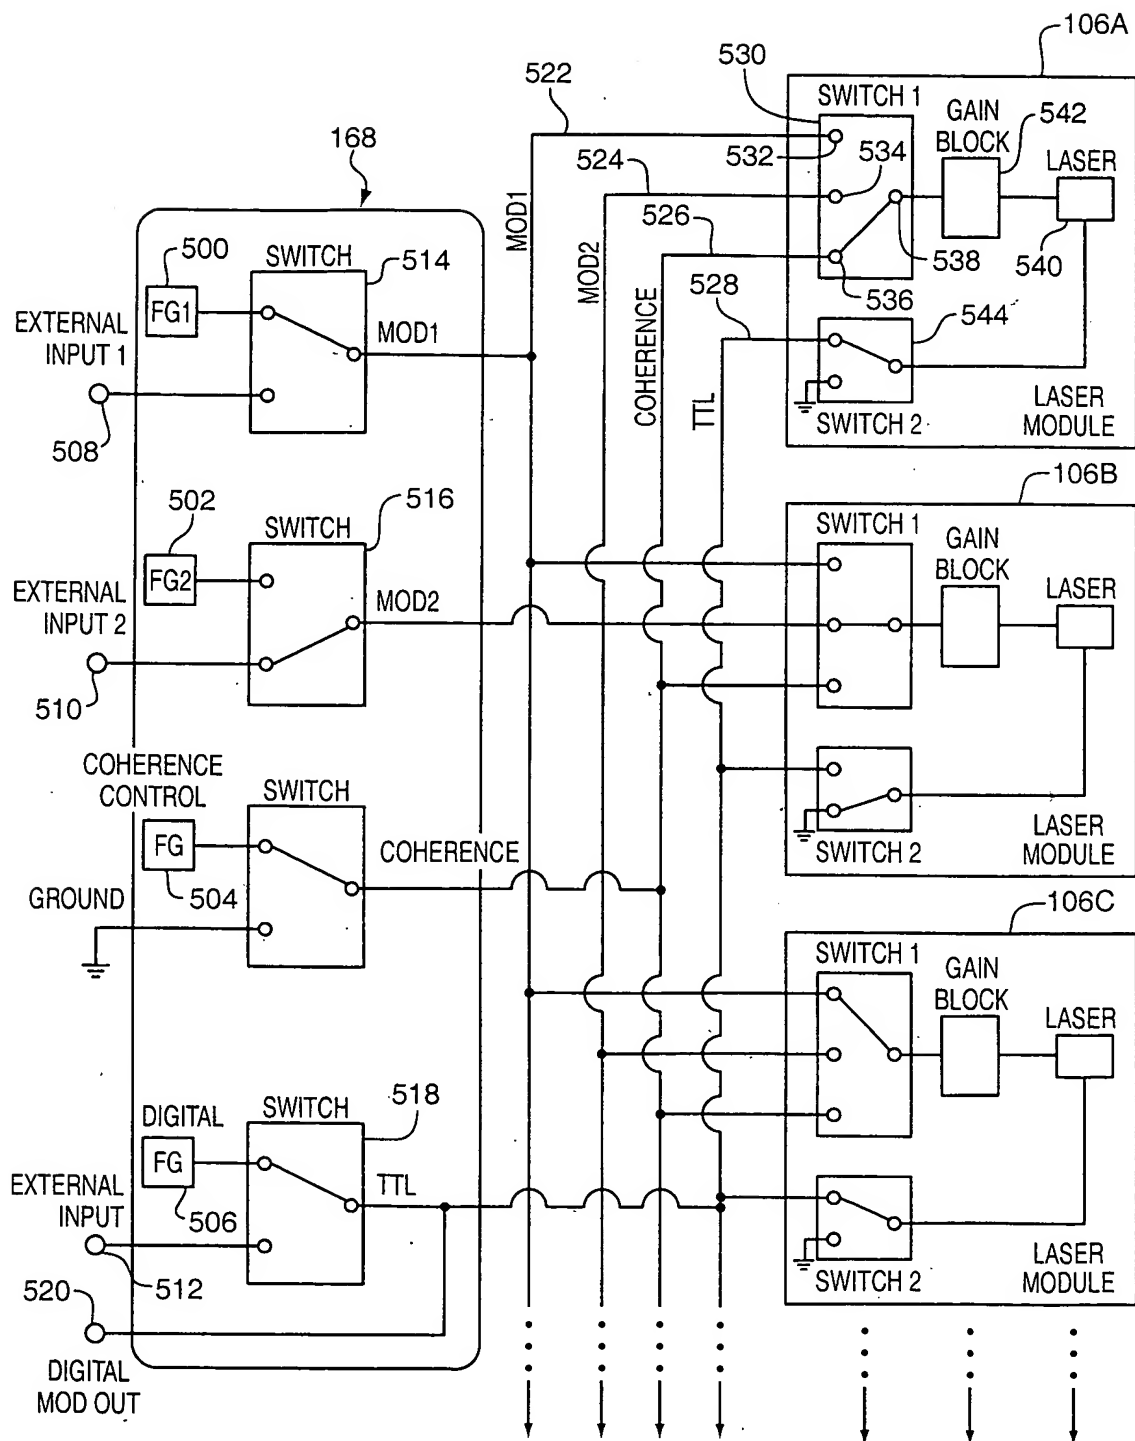 168
500
SWITCH
514
FG1
EXTERNAL
INPUT 1
MOD1
508
502
SWITCH
516
FG2
EXTERNAL
INPUT 2
MOD2
510
COHERENCE
CONTROL
SWITCH
FG
COHERENCE
504
GROUND
DIGITAL
SWITCH
518
FG
TTL
EXTERNAL
INPUT
506
512
520
DIGITAL
MOD OUT
522
524
526
528
MOD1
MOD2
COHERENCE
TTL
106A
530
SWITCH 1
GAIN
BLOCK
542
LASER
532
534
538
540
536
544
SWITCH 2
LASER
MODULE
106B
SWITCH 1
GAIN
BLOCK
LASER
SWITCH 2
LASER
MODULE
106C
SWITCH 1
GAIN
BLOCK
LASER
SWITCH 2
LASER
MODULE